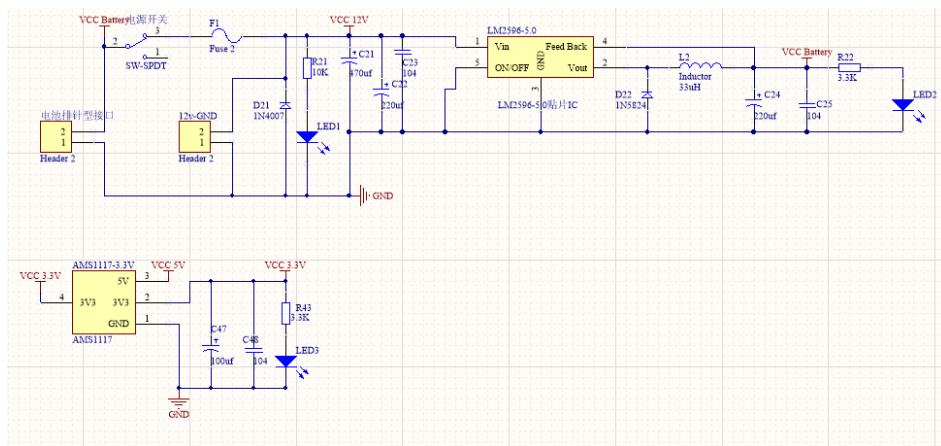 VCC Battery
电源开关
F1
VCC 12V
LM2596-5.0
3
2
1
SW-SPDT
Fuse 2
R21
10K
C21
470uf
C23
104
C22
220uf
1
Vin
Feed Back
4
5
ON/OFF
GND
Vout
2
3
LM2596-5.0贴片IC
L2
Inductor
33uH
VCC Battery
R22
3.3K
LED2
D22
1N5824
C24
220uf
C25
104
D21
1N4007
LED1
电池排针型接口
2
1
Header 2
12v-GND
2
1
Header 2
GND
AMS1117-3.3V
VCC 5V
VCC 3.3V
VCC 3.3V
5V
3
4
3V3
3V3
2
GND
1
AMS1117
R43
3.3K
C47
100uf
C48
104
LED3
GND